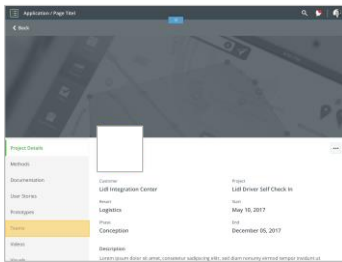 Application / Page Titel
Back
Project Details
Methods
Documentation
User Stories
Prototypes
Teams
Videos
Customer
Lidl Integration Center
Project
Lidl Driver Self Check In
Resort
Logistics
Start
May 10, 2017
Phase
Conception
End
December 05, 2017
Description
Lorem ipsum dolor sit amet, consetetur sadipscing elitr, sed diam nonumy eirmod tempor invidunt ut